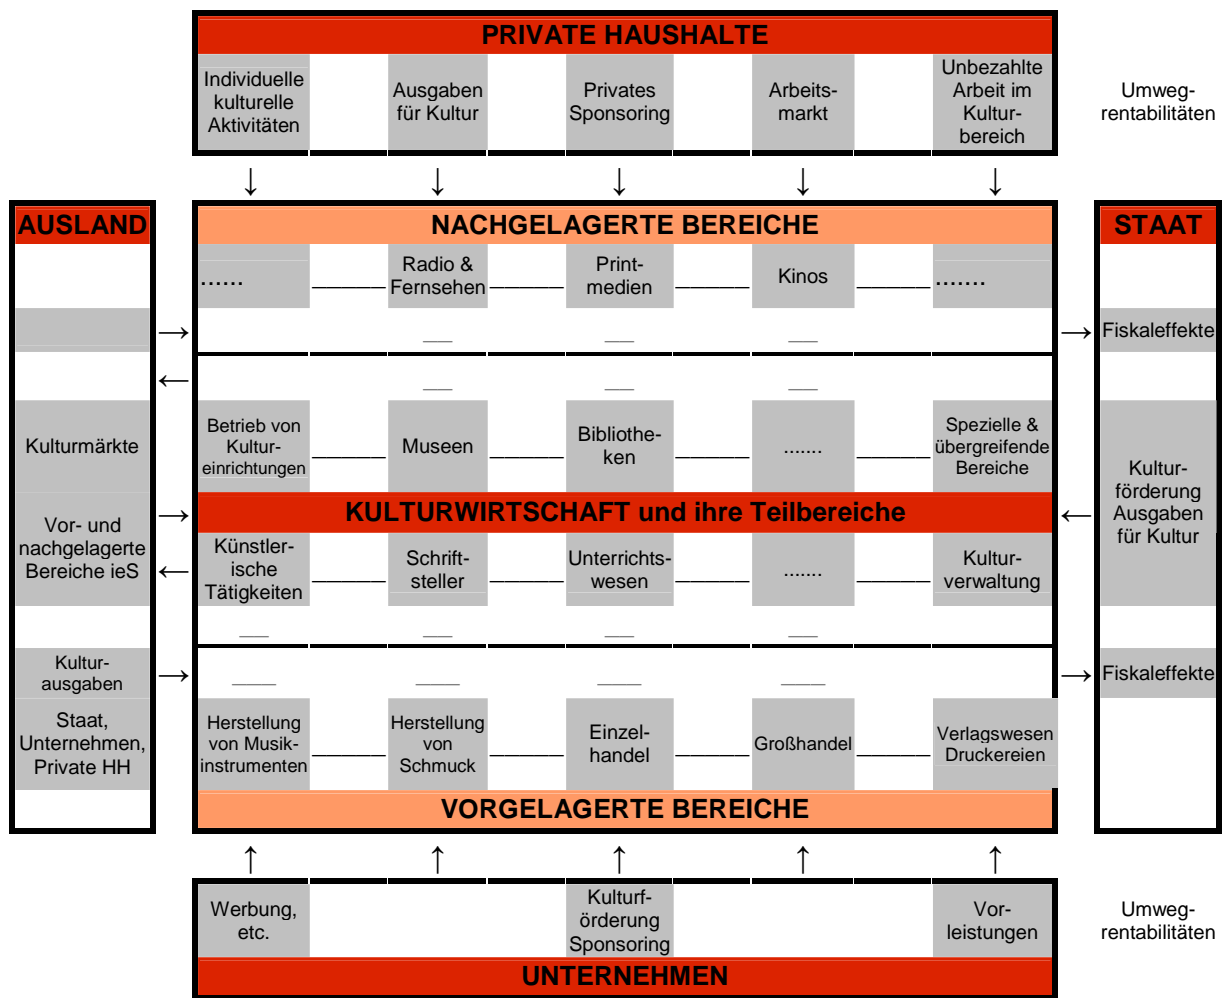 PRIVATE HAUSHALTE
Individuelle
kulturelle
Aktivitäten
Ausgaben
für Kultur
Privates
Sponsoring
Arbeits-
markt
Unbezahlte
Arbeit im
Kultur-
bereich
Umweg-
rentabilitäten
AUSLAND
Kulturmärkte
Vor- und
nachgelagerte
Bereiche ieS
Kultur-
ausgaben
Staat,
Unternehmen,
Private HH
NACHGELAGERTE BEREICHE
......
Radio &
Fernsehen
Print-
medien
Kinos
.......
Betrieb von
Kultur-
einrichtungen
Museen
Bibliothe-
ken
.......
Spezielle &
übergreifende
Bereiche
KULTURWIRTSCHAFT und ihre Teilbereiche
Künstler-
ische
Tätigkeiten
Schrift-
steller
Unterrichts-
wesen
.......
Kultur-
verwaltung
Herstellung
von Musik-
instrumenten
Herstellung
von
Schmuck
Einzel-
handel
Großhandel
Verlagswesen
Druckereien
VORGELAGERTE BEREICHE
STAAT
Fiskaleffekte
Kultur-
förderung
Ausgaben
für Kultur
Fiskaleffekte
Werbung,
etc.
Kulturf-
örderung
Sponsoring
Vor-
leistungen
Umweg-
rentabilitäten
UNTERNEHMEN